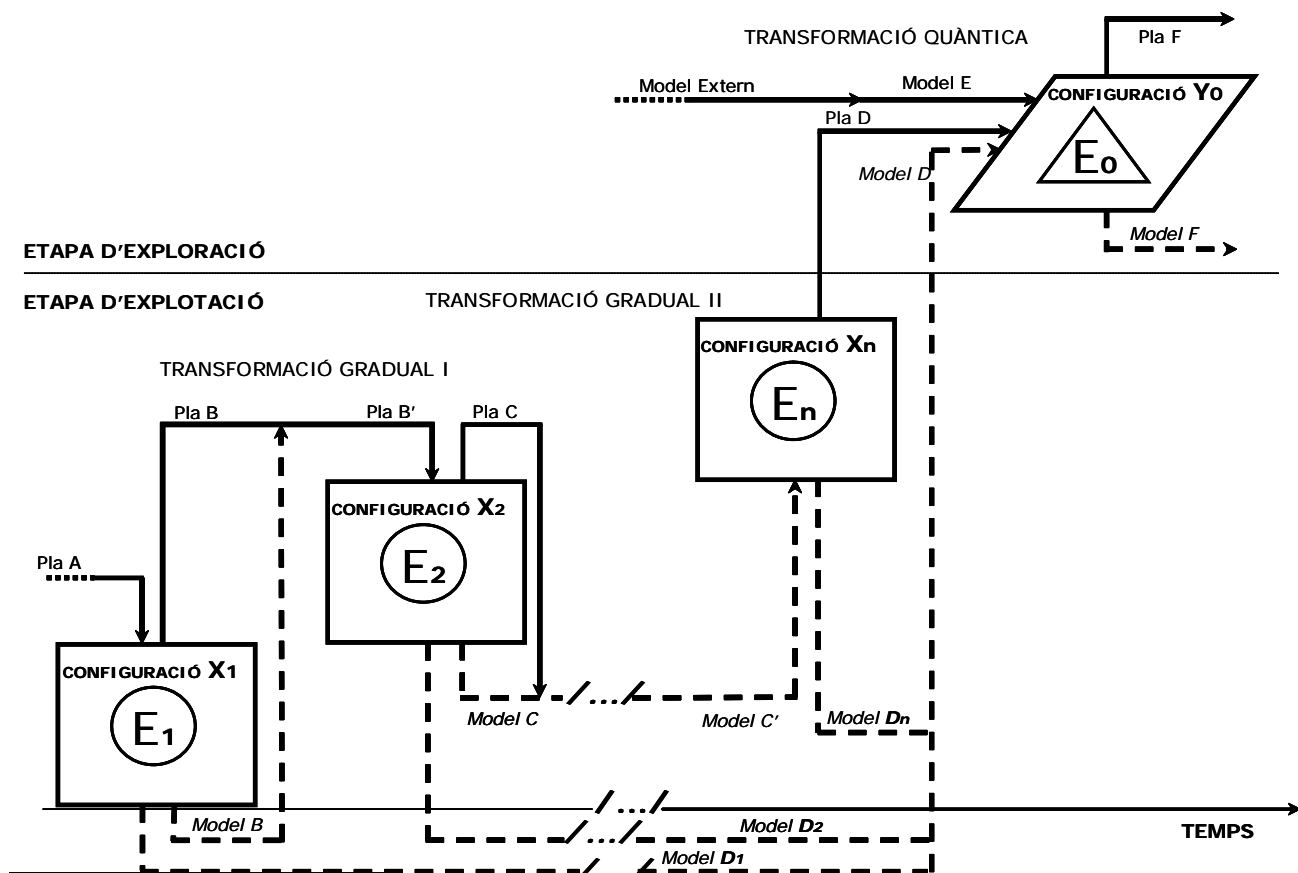 TRANSFORMACIÓ QUÀNTICA
Pla F
Model Extern
Model E
CONFIGURACIÓ Y0
Pla D
E0
Model D
Model F
ETAPA D'EXPLORACIÓ
ETAPA D'EXPLOTACIÓ
TRANSFORMACIÓ GRADUAL II
CONFIGURACIÓ Xn
En
TRANSFORMACIÓ GRADUAL I
Pla B
Pla B'
Pla C
CONFIGURACIÓ X2
E2
Pla A
CONFIGURACIÓ X1
E1
/....../
Model C
Model C'
Model Dn
/....../
Model B
/....../
Model D2
TEMPS
Model D1